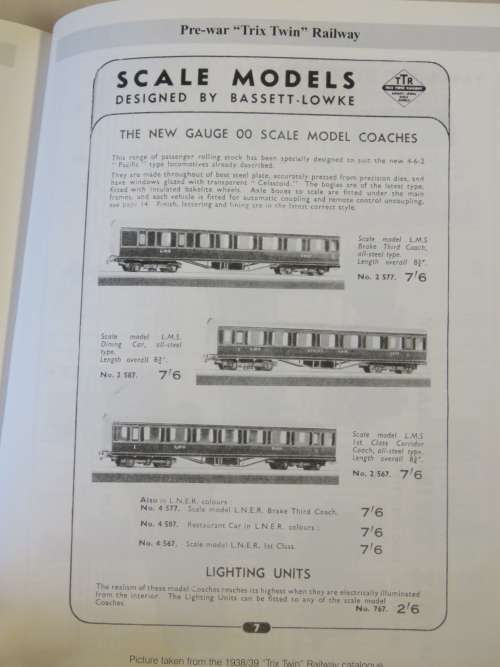 Pre-war “Trix Twin” Railway
SCALE MODELS
DESIGNED BY BASSETT-LOWKE
TTR
THE NEW GAUGE 00 SCALE MODEL COACHES
This range of passenger rolling stock has been specially designed to suit the new 4-6-2
“Pacific” type locomotives already described.
They are made throughout of best steel plate, accurately pressed from precision dies, and
have windows glazed with transparent “Celastoid.” The bogies are of the latest type,
fitted with insulated bakelite wheels. Axle boxes to scale are fitted under the main
frames, and each vehicle is fitted for automatic coupling and remote control uncoupling,
see page 14. Finish, lettering and lining are in the latest correct style.
Scale model L.M.S
Brake Third Coach,
all-steel type.
Length overall 8¾".
No. 2 577. 7/6
Scale model L.M.S.
Dining Car, all-steel
type.
Length overall 8¾".
No. 2 587. 7/6
Scale model L.M.S
1st Class Corridor
Coach, all-steel type.
Length overall 8¾".
No. 2/567. 7/6
Also in L.N.E.R. colours
No. 4 577. Scale model L.N.E.R. Brake Third Coach. 7/6
No. 4 587. Restaurant Car in L.N.E.R. colours : 7/6
No. 4/567. Scale model L.N.E.R. 1st Class. 7/6
LIGHTING UNITS
The realism of these model Coaches reaches its highest when they are electrically illuminated
from the interior. The Lighting Units can be fitted to any of the scale model
Coaches. No. 767. 2/6
7
Picture taken from the 1938/39 “Trix Twin” Railway catalogue